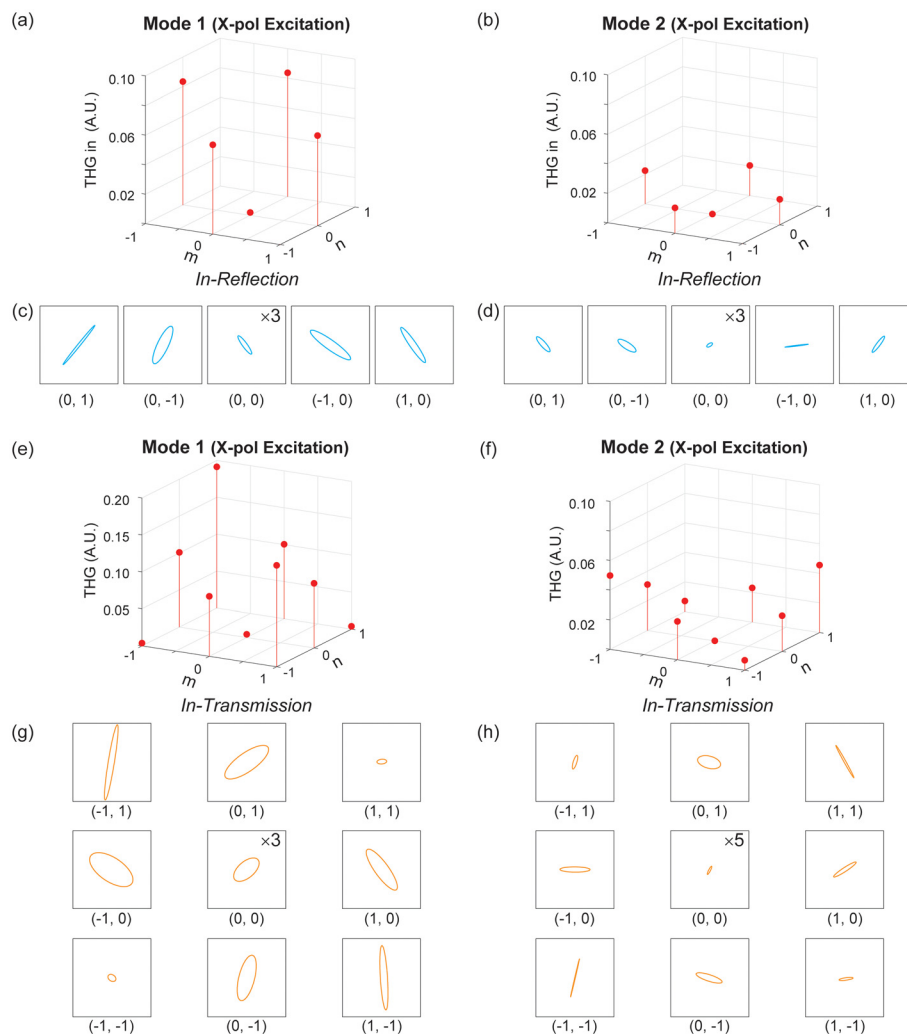 (a)
Mode 1 (X-pol Excitation)
THG in (A.U.)
0.10
0.06
0.02
-1
0
1
m
-1
0
1
n
In-Reflection
(b)
Mode 2 (X-pol Excitation)
THG in (A.U.)
0.10
0.06
0.02
-1
0
1
m
-1
0
1
n
(c)
×3
(0, 1)
(0, -1)
(0, 0)
(-1, 0)
(1, 0)
(d)
×3
(0, 1)
(0, -1)
(0, 0)
(-1, 0)
(1, 0)
(e)
Mode 1 (X-pol Excitation)
THG (A.U.)
0.20
0.15
0.10
0.05
-1
0
1
m
-1
0
1
n
In-Transmission
(f)
Mode 2 (X-pol Excitation)
THG (A.U.)
0.10
0.06
0.02
-1
0
1
m
-1
0
1
n
(g)
(-1, 1)
(0, 1)
(1, 1)
×3
(-1, 0)
(0, 0)
(1, 0)
(-1, -1)
(0, -1)
(1, -1)
(h)
(-1, 1)
(0, 1)
(1, 1)
×5
(-1, 0)
(0, 0)
(1, 0)
(-1, -1)
(0, -1)
(1, -1)